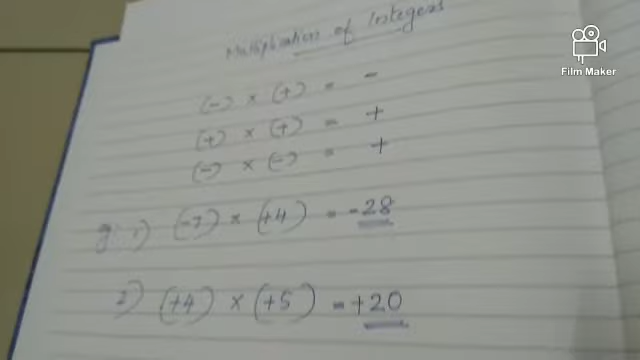 Multiplication of Integers
(-) × (+) = -
(+) × (+) = +
(-) × (-) = +
eg: 1) (-7) × (+4) = -28
2) (+4) × (+5) = +20
Film Maker